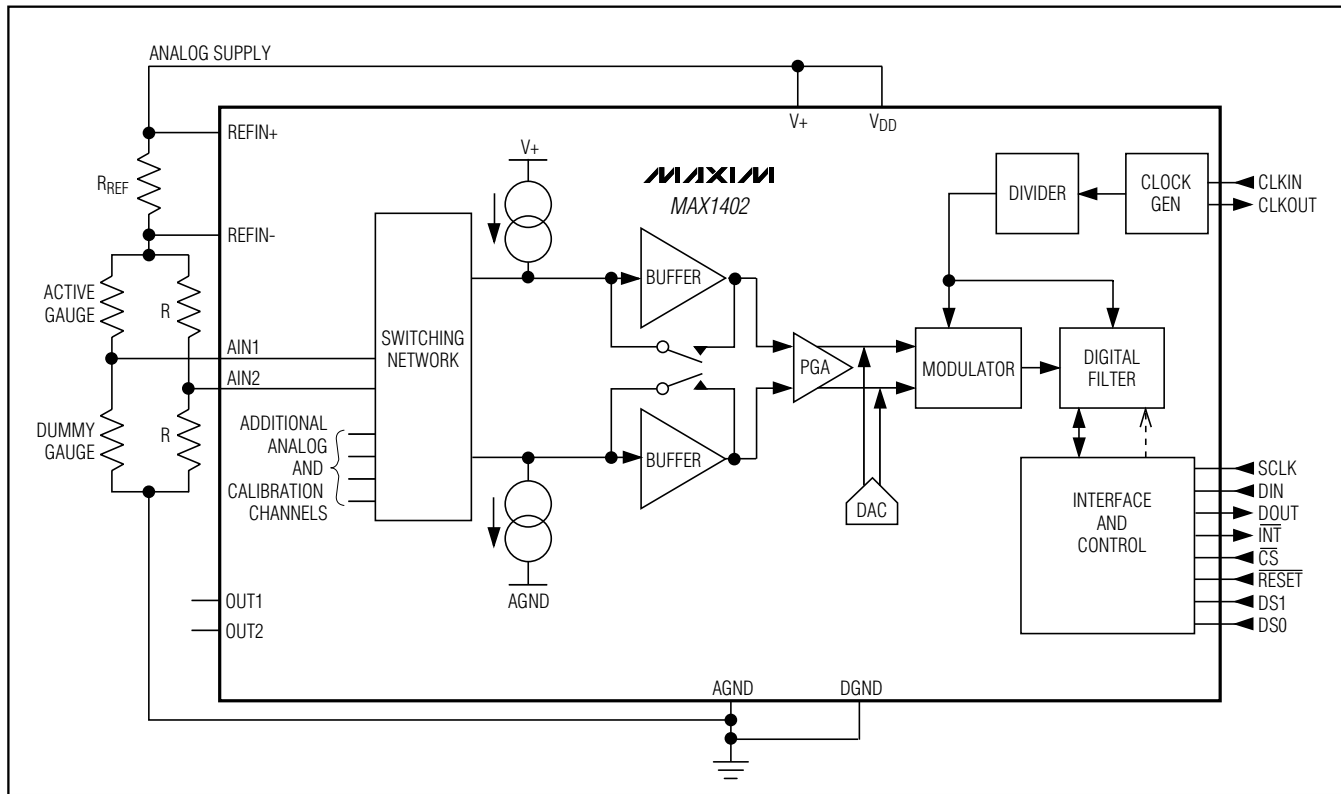 ANALOG SUPPLY
V+
VDD
REFIN+
RREF
REFIN-
ACTIVE
GAUGE
R
AIN1
AIN2
DUMMY
GAUGE
R
ADDITIONAL
ANALOG
AND
CALIBRATION
CHANNELS
SWITCHING
NETWORK
V+
AGND
MAXIM
MAX1402
BUFFER
BUFFER
PGA
DAC
MODULATOR
DIVIDER
CLOCK
GEN
CLKIN
CLKOUT
DIGITAL
FILTER
INTERFACE
AND
CONTROL
SCLK
DIN
DOUT
INT
CS
RESET
DS1
DS0
OUT1
OUT2
AGND
DGND